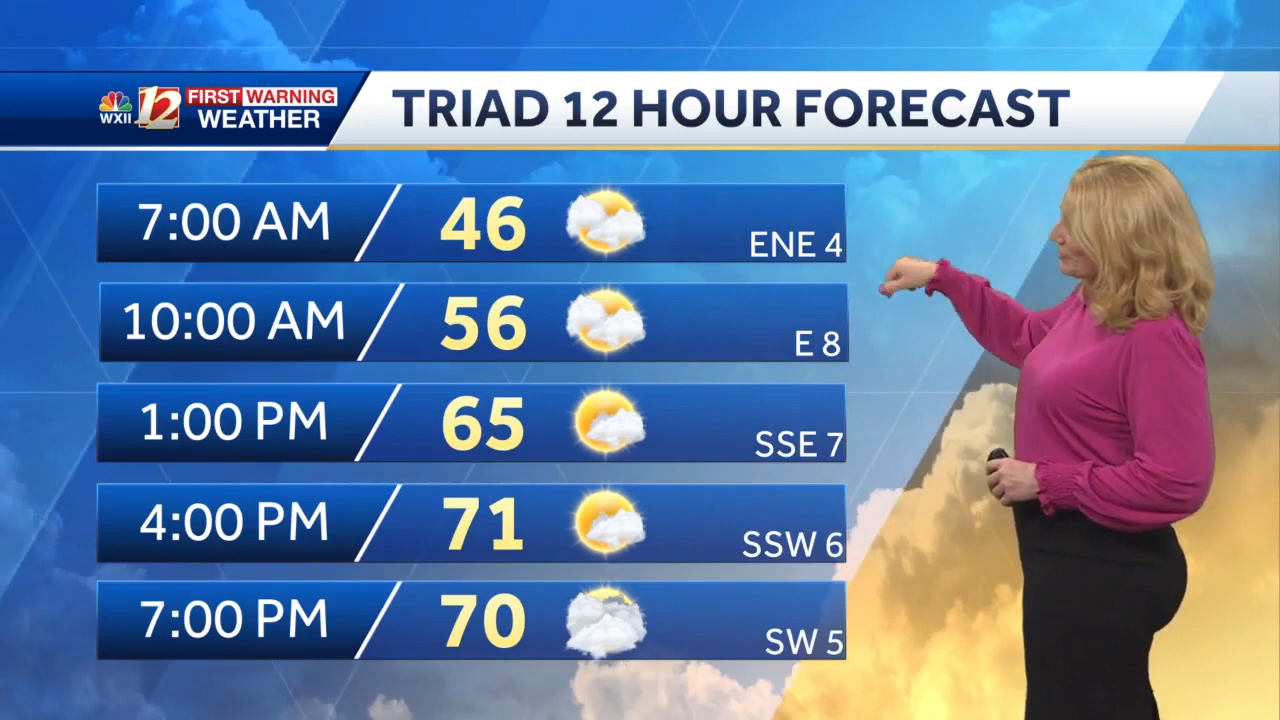 WXII 12 FIRST WARNING
WEATHER
TRIAD 12 HOUR FORECAST
7:00 AM 46 ENE 4
10:00 AM 56 E 8
1:00 PM 65 SSE 7
4:00 PM 71 SSW 6
7:00 PM 70 SW 5